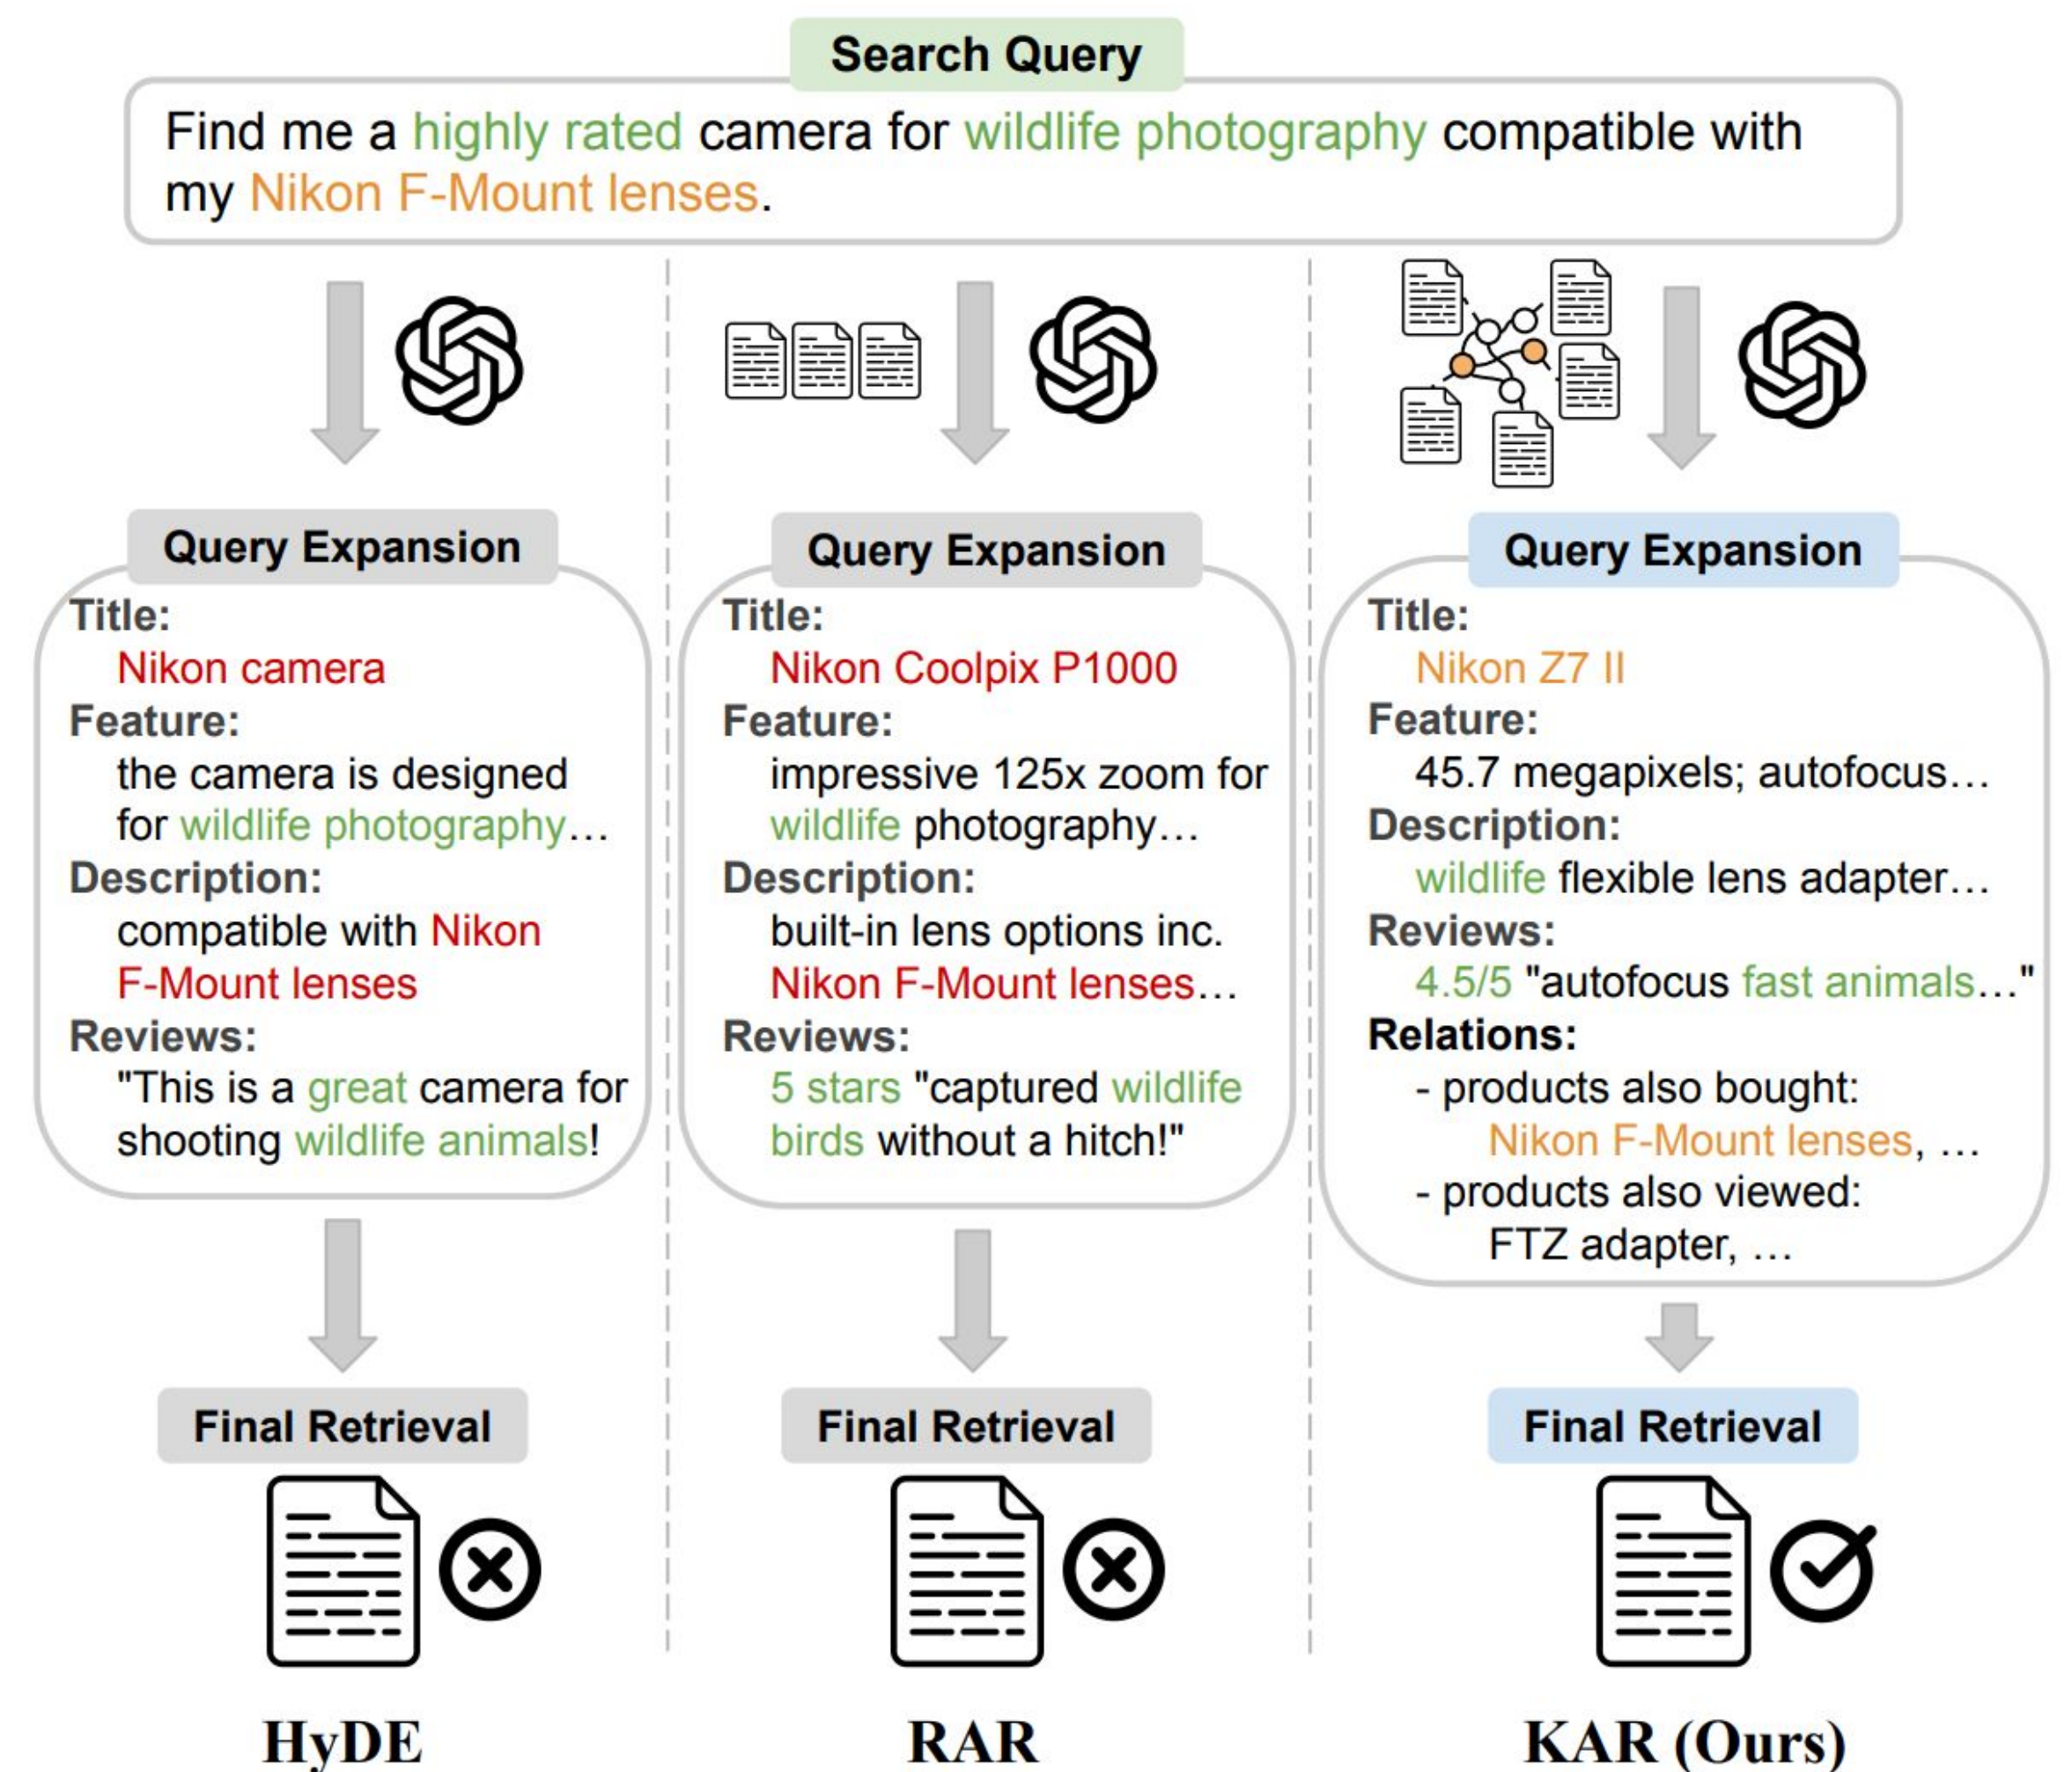 Search Query
Find me a highly rated camera for wildlife photography compatible with
my Nikon F-Mount lenses.
Query Expansion
Title:
Nikon camera
Feature:
the camera is designed
for wildlife photography…
Description:
compatible with Nikon
F-Mount lenses
Reviews:
"This is a great camera for
shooting wildlife animals!
Final Retrieval
HyDE
Query Expansion
Title:
Nikon Coolpix P1000
Feature:
impressive 125x zoom for
wildlife photography…
Description:
built-in lens options inc.
Nikon F-Mount lenses…
Reviews:
5 stars "captured wildlife
birds without a hitch!"
Final Retrieval
RAR
Query Expansion
Title:
Nikon Z7 II
Feature:
45.7 megapixels; autofocus…
Description:
wildlife flexible lens adapter…
Reviews:
4.5/5 "autofocus fast animals…"
Relations:
- products also bought:
Nikon F-Mount lenses, …
- products also viewed:
FTZ adapter, …
Final Retrieval
KAR (Ours)